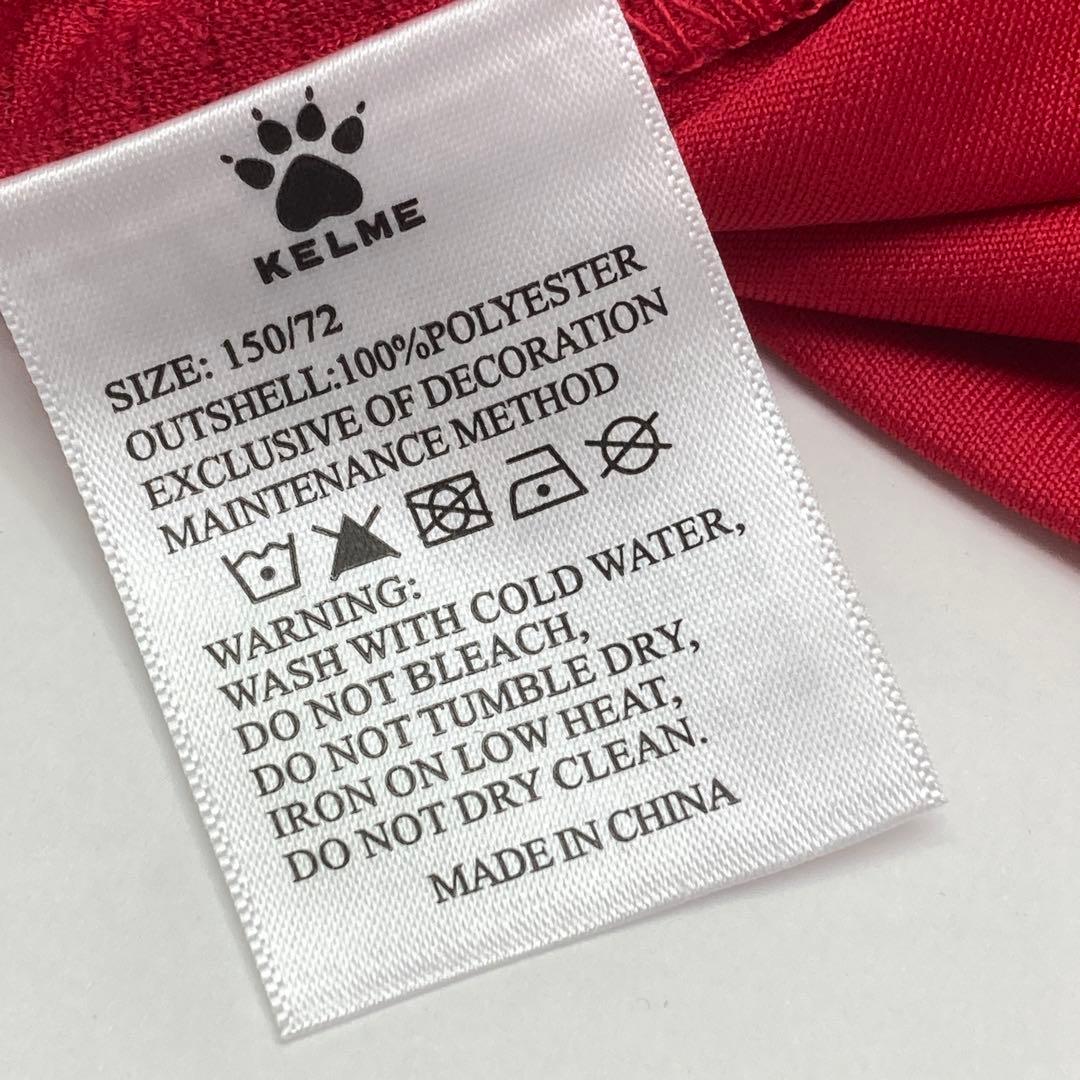 KELME
SIZE: 150/72
OUTSHELL:100%POLYESTER
EXCLUSIVE OF DECORATION
MAINTENANCE METHOD
WARNING:
WASH WITH COLD WATER,
DO NOT BLEACH,
DO NOT TUMBLE DRY,
IRON ON LOW HEAT,
DO NOT DRY CLEAN.
MADE IN CHINA